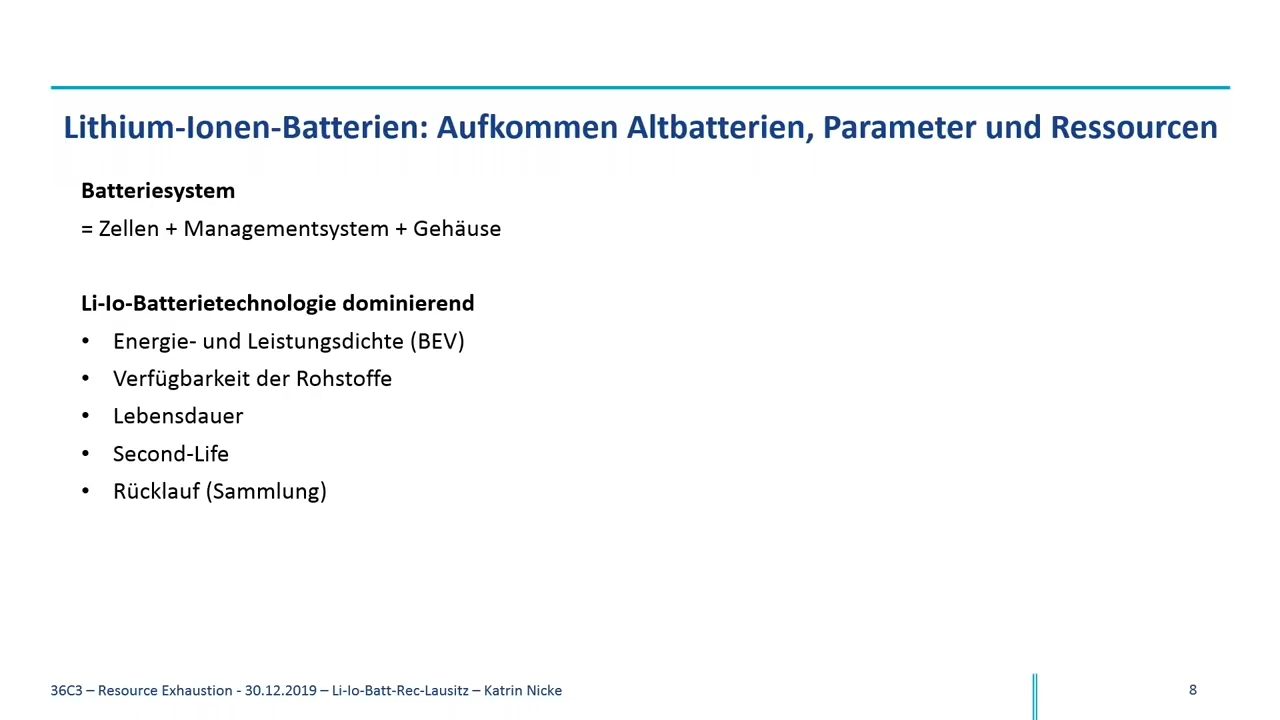 Lithium-Ionen-Batterien: Aufkommen Altbatterien, Parameter und Ressourcen
Batteriesystem
= Zellen + Managementsystem + Gehäuse
Li-Io-Batterietechnologie dominierend
• Energie- und Leistungsdichte (BEV)
• Verfügbarkeit der Rohstoffe
• Lebensdauer
• Second-Life
• Rücklauf (Sammlung)
36C3 – Resource Exhaustion - 30.12.2019 – Li-Io-Batt-Rec-Lausitz – Katrin Nicke
8